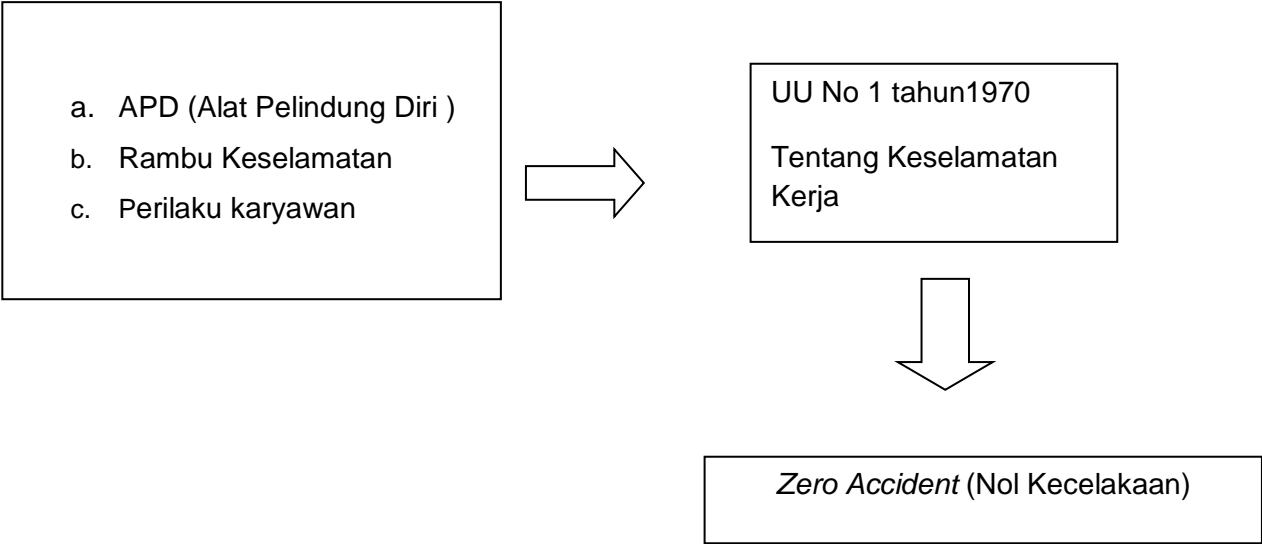 a. APD (Alat Pelindung Diri )
b. Rambu Keselamatan
c. Perilaku karyawan
UU No 1 tahun1970
Tentang Keselamatan
Kerja
Zero Accident (Nol Kecelakaan)